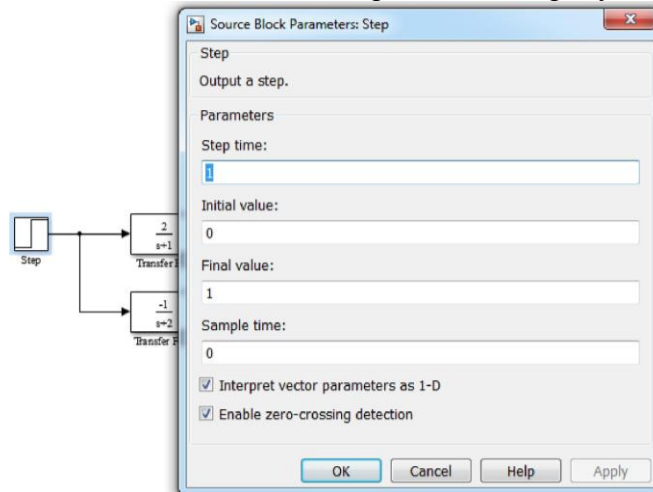 Source Block Parameters: Step
Step
Output a step.
Parameters
Step time:
1
Initial value:
0
Final value:
1
Sample time:
0
Interpret vector parameters as 1-D
Enable zero-crossing detection
OK Cancel Help Apply
Step
2
s+1
Transfer
-1
s+2
Transfer